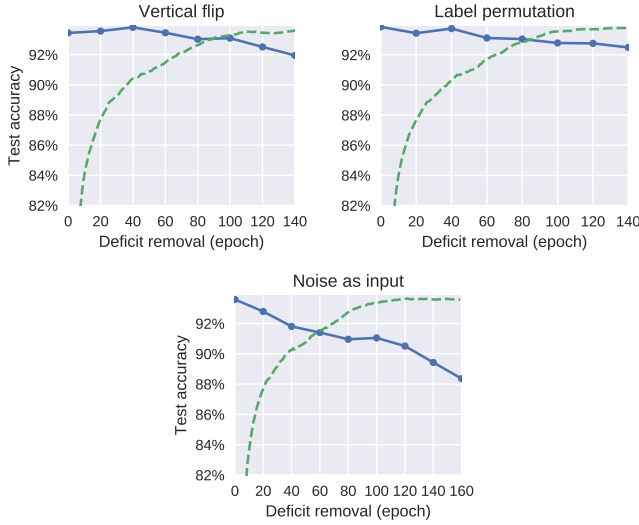 Vertical flip
Label permutation
Test accuracy
92%
90%
88%
86%
84%
82%
0 20 40 60 80 100 120 140
Deficit removal (epoch)
92%
90%
88%
86%
84%
82%
0 20 40 60 80 100 120 140
Deficit removal (epoch)
Noise as input
Test accuracy
92%
90%
88%
86%
84%
82%
0 20 40 60 80 100 120 140 160
Deficit removal (epoch)